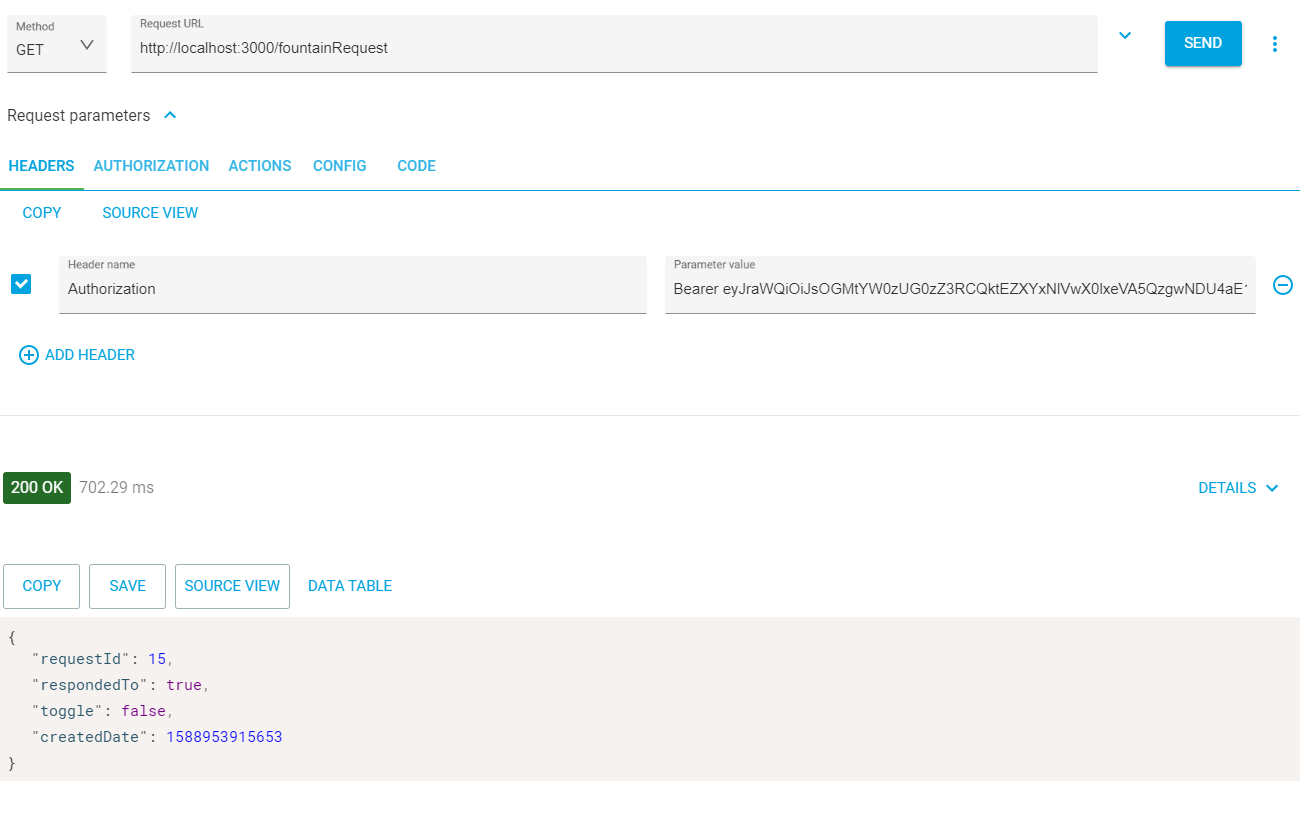 Method
GET
Request URL
http://localhost:3000/fountainRequest
SEND
Request parameters
HEADERS AUTHORIZATION ACTIONS CONFIG CODE
COPY SOURCE VIEW
Header name
Authorization
Parameter value
Bearer eyJraWQiOiJsOGMtYW0zUG0zZ3RCQktEZXYxNlVwX0lxeVA5QzgwNDU4aE1
ADD HEADER
200 OK 702.29 ms DETAILS
COPY SAVE SOURCE VIEW DATA TABLE
{
"requestId": 15,
"respondedTo": true,
"toggle": false,
"createdDate": 1588953915653
}